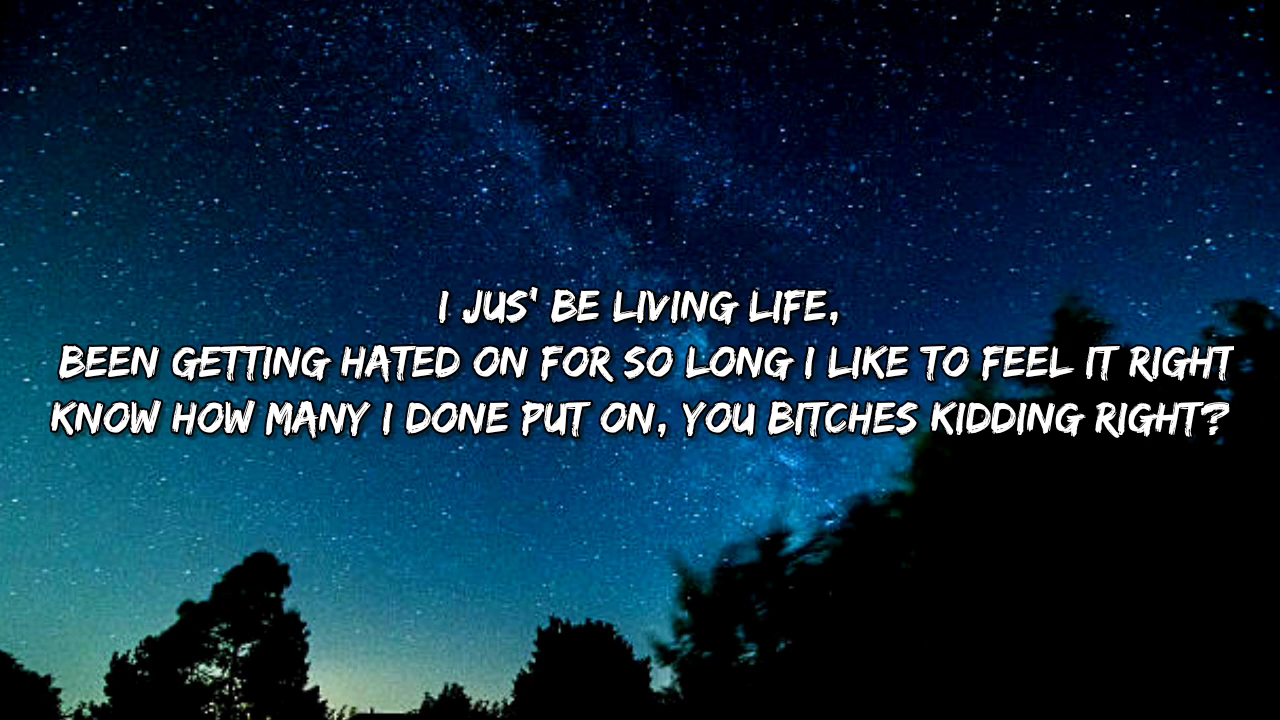 I JUS' BE LIVING LIFE,
BEEN GETTING HATED ON FOR SO LONG I LIKE TO FEEL IT RIGHT
KNOW HOW MANY I DONE PUT ON, YOU BITCHES KIDDING RIGHT?